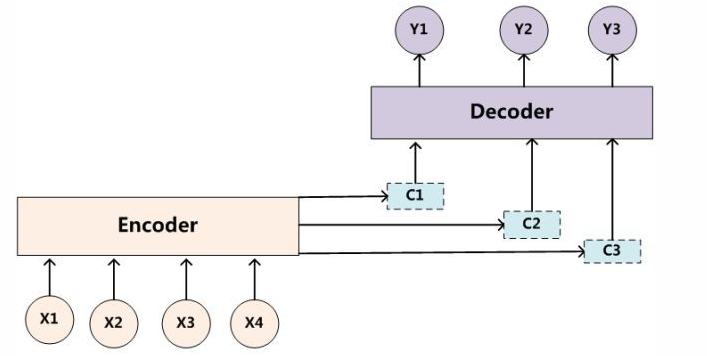 Y1 Y2 Y3
Decoder
C1
Encoder
C2
C3
X1 X2 X3 X4